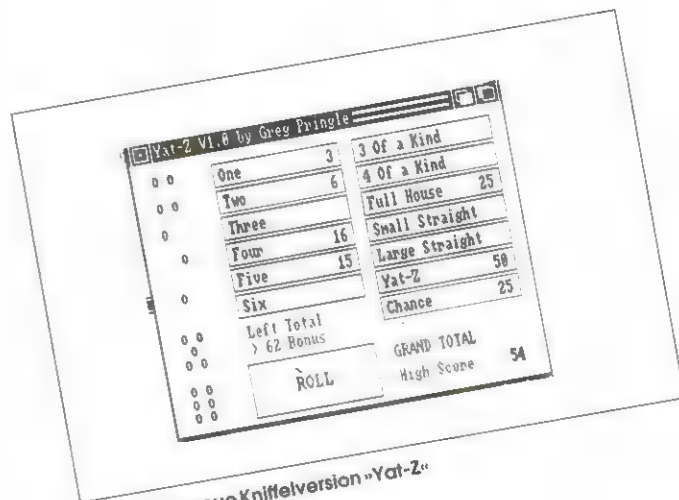 Yat-Z V1.0 by Greg Pringle
One 3
Two 6
Three
Four 16
Five 15
Six
Left Total
> 62 Bonus
ROLL
3 Of a Kind
4 Of a Kind
Full House 25
Small Straight
Large Straight
Yat-Z 50
Chance 25
GRAND TOTAL
High Score 54
Kniffelversion »Yat-Z«